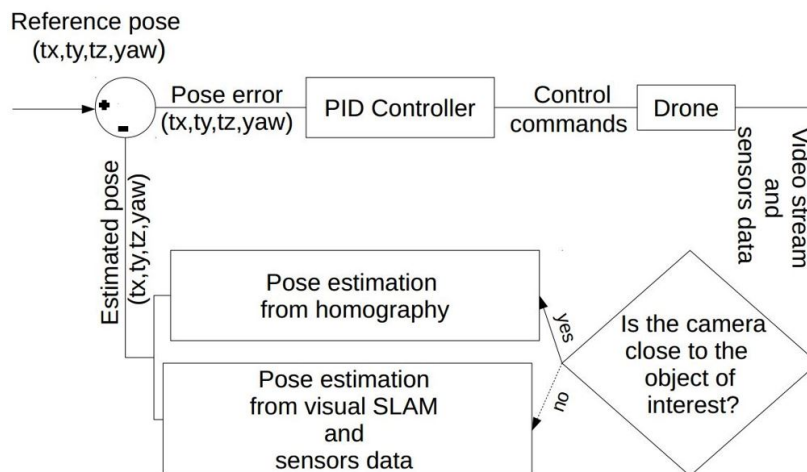 Reference pose
(tx,ty,tz,yaw)
+
-
Pose error
(tx,ty,tz,yaw)
PID Controller
Control
commands
Drone
Video stream
and
sensors data
Estimated pose
(tx,ty,tz,yaw)
Pose estimation
from homography
yes
Is the camera
close to the
object of
interest?
no
Pose estimation
from visual SLAM
and
sensors data